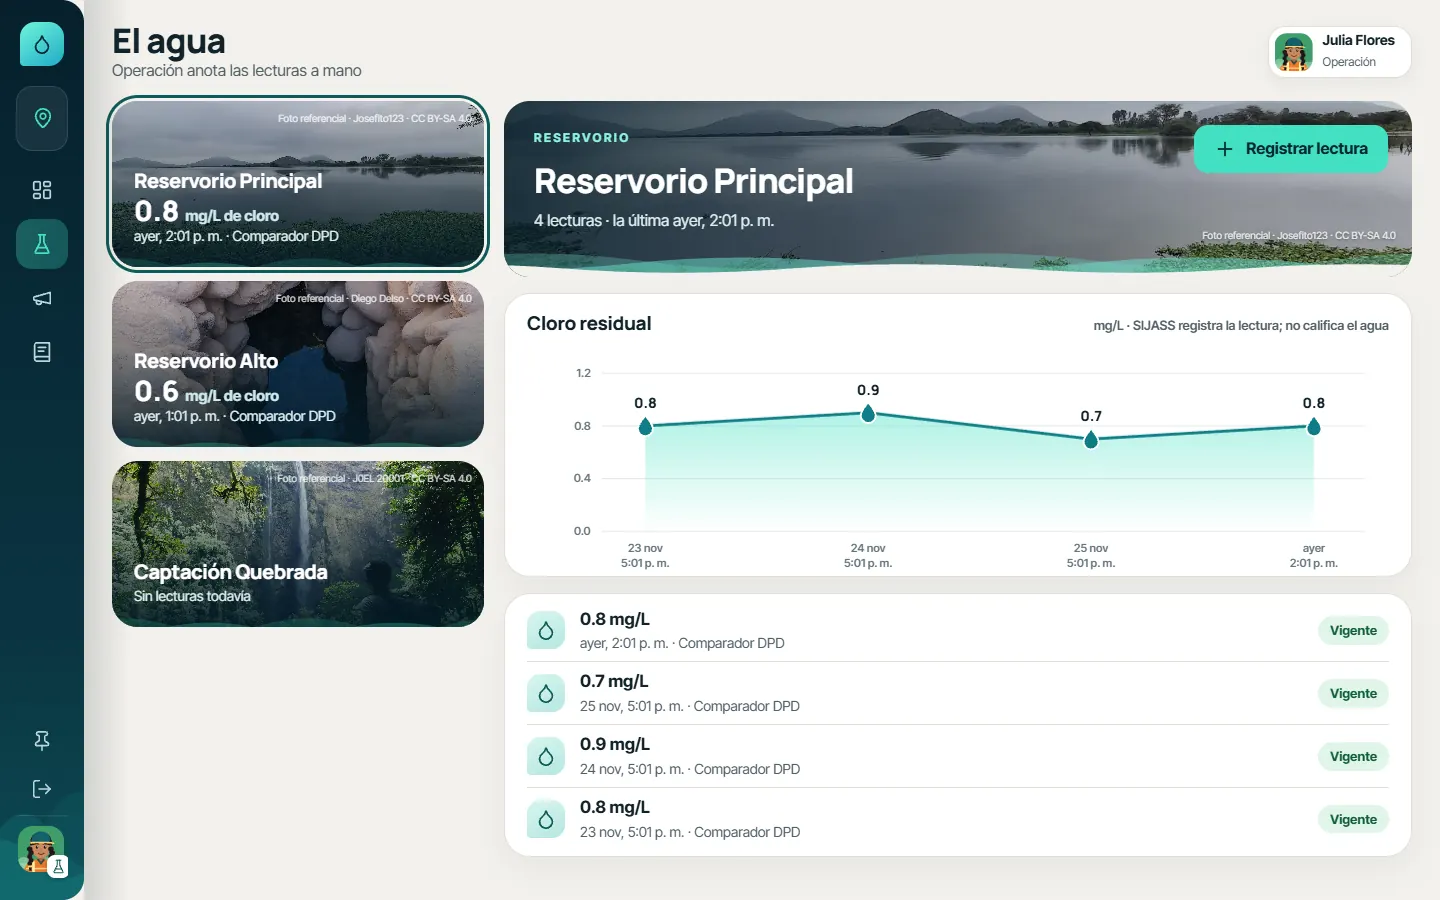 El agua
Operación anota las lecturas a mano
Julia Flores
Operación
Foto referencial · Josefito123 · CC BY-SA 4.0
Reservorio Principal
0.8 mg/L de cloro
ayer, 2:01 p. m. · Comparador DPD
Foto referencial · Diego Delso · CC BY-SA 4.0
Reservorio Alto
0.6 mg/L de cloro
ayer, 1:01 p. m. · Comparador DPD
Foto referencial · JOEL 20001 · CC BY-SA 4.0
Captación Quebrada
Sin lecturas todavía
RESERVORIO
Reservorio Principal
4 lecturas · la última ayer, 2:01 p. m.
Registrar lectura
Foto referencial · Josefito123 · CC BY-SA 4.0
Cloro residual
mg/L · SIJASS registra la lectura; no califica el agua
1.2
0.8
0.4
0.0
0.8
0.9
0.7
0.8
23 nov
5:01 p. m.
24 nov
5:01 p. m.
25 nov
5:01 p. m.
ayer
2:01 p. m.
0.8 mg/L
ayer, 2:01 p. m. · Comparador DPD
Vigente
0.7 mg/L
25 nov, 5:01 p. m. · Comparador DPD
Vigente
0.9 mg/L
24 nov, 5:01 p. m. · Comparador DPD
Vigente
0.8 mg/L
23 nov, 5:01 p. m. · Comparador DPD
Vigente